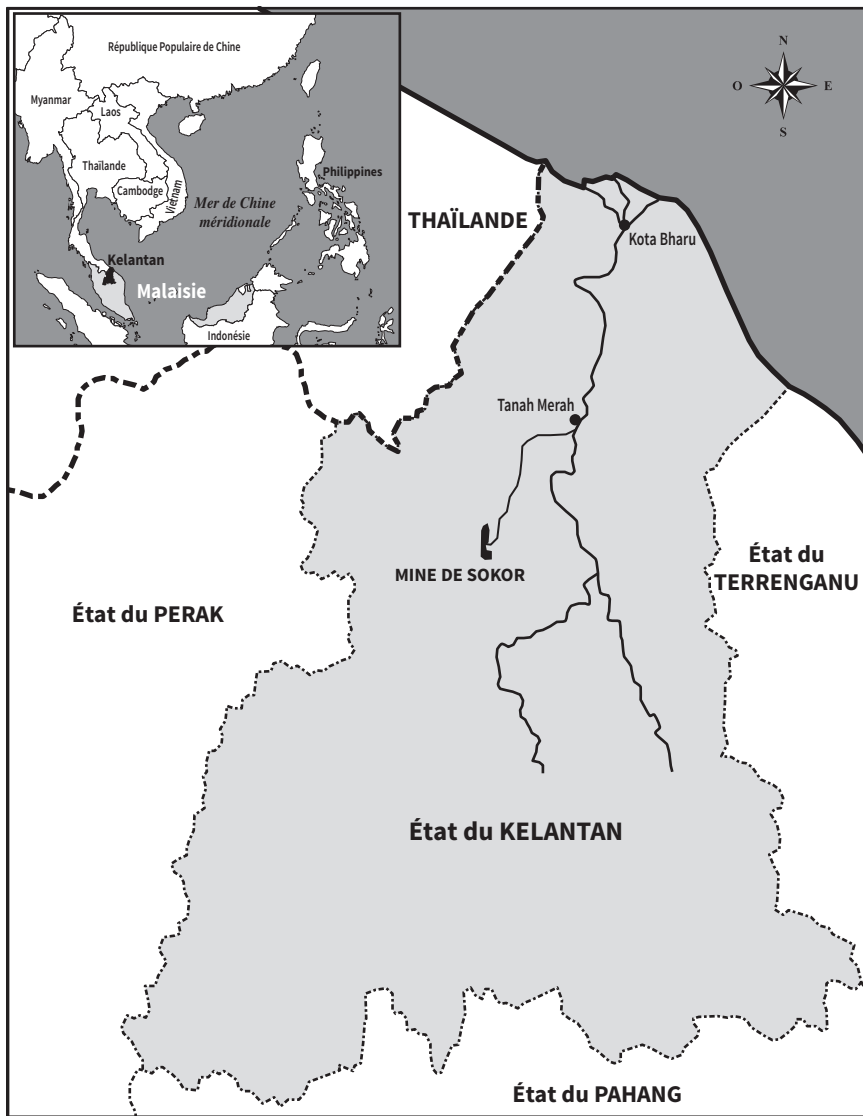 République Populaire de Chine
Myanmar
Laos
Thaïlande
Cambodge
Vietnam
Mer de Chine
méridionale
Philippines
Kelantan
Malaisie
Indonésie
N
O
E
S
THAÏLANDE
Kota Bharu
Tanah Merah
MINE DE SOKOR
État du
TERRENGANU
État du PERAK
État du KELANTAN
État du PAHANG